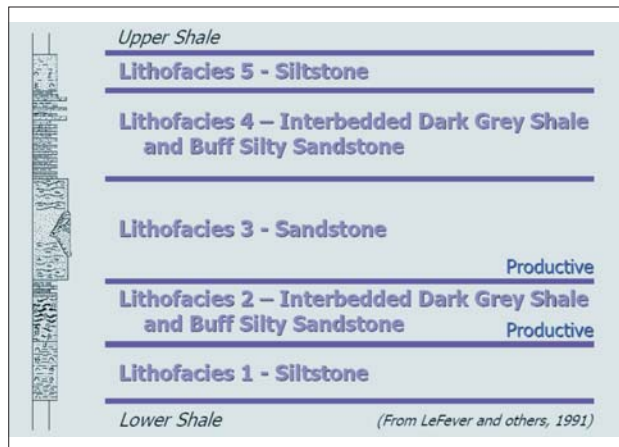 Upper Shale
Lithofacies 5 - Siltstone
Lithofacies 4 – Interbedded Dark Grey Shale
and Buff Silty Sandstone
Lithofacies 3 - Sandstone
Productive
Lithofacies 2 – Interbedded Dark Grey Shale
and Buff Silty Sandstone
Productive
Lithofacies 1 - Siltstone
Lower Shale
(From LeFever and others, 1991)